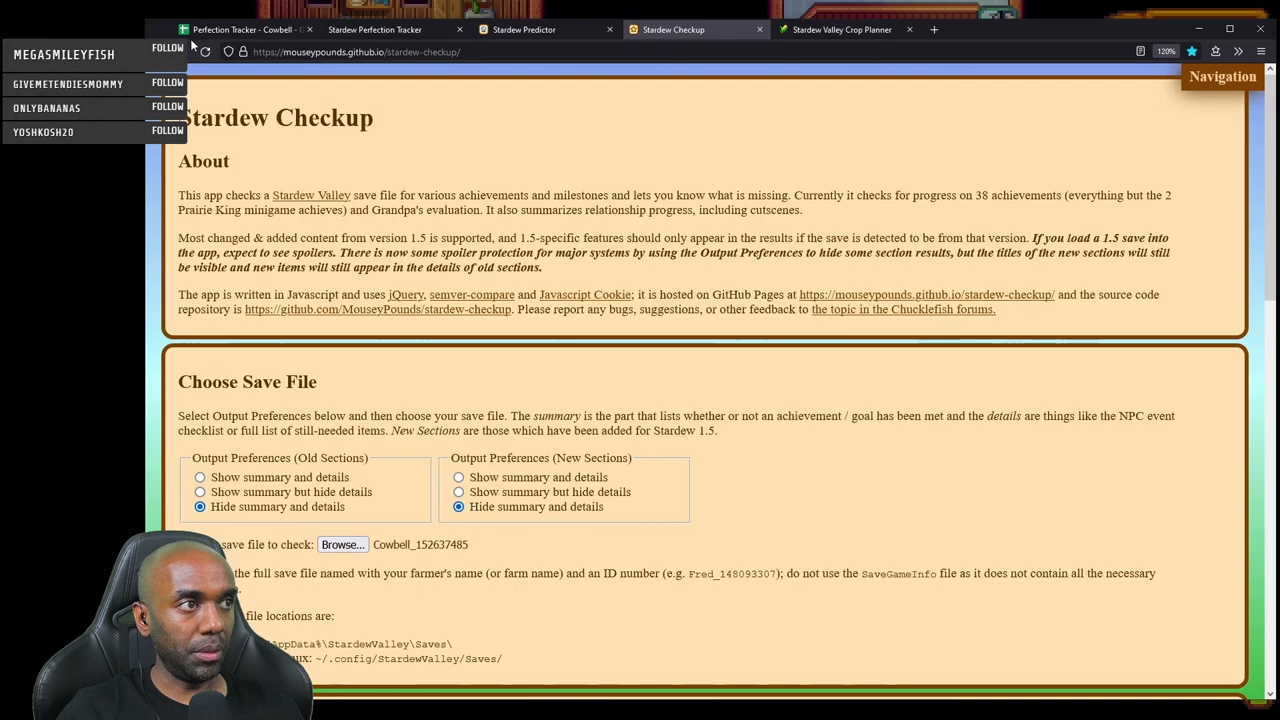 Perfection Tracker - Cowbell - G
Stardew Perfection Tracker
Stardew Predictor
Stardew Checkup
Stardew Valley Crop Planner
https://mouseypounds.github.io/stardew-checkup/
120%
MEGASMILEYFISH FOLLOW
GIVEMETENDIESMOMMY FOLLOW
ONLYBANANAS FOLLOW
YOSHKOSH20 FOLLOW
Navigation
Stardew Checkup
About
This app checks a Stardew Valley save file for various achievements and milestones and lets you know what is missing. Currently it checks for progress on 38 achievements (everything but the 2
Prairie King minigame achieves) and Grandpa's evaluation. It also summarizes relationship progress, including cutscenes.
Most changed & added content from version 1.5 is supported, and 1.5-specific features should only appear in the results if the save is detected to be from that version. If you load a 1.5 save into
the app, expect to see spoilers. There is now some spoiler protection for major systems by using the Output Preferences to hide some section results, but the titles of the new sections will still
be visible and new items will still appear in the details of old sections.
The app is written in Javascript and uses jQuery, semver-compare and Javascript Cookie; it is hosted on GitHub Pages at https://mouseypounds.github.io/stardew-checkup/ and the source code
repository is https://github.com/MouseyPounds/stardew-checkup. Please report any bugs, suggestions, or other feedback to the topic in the Chucklefish forums.
Choose Save File
Select Output Preferences below and then choose your save file. The summary is the part that lists whether or not an achievement / goal has been met and the details are things like the NPC event
checklist or full list of still-needed items. New Sections are those which have been added for Stardew 1.5.
Output Preferences (Old Sections) Output Preferences (New Sections)
Show summary and details Show summary and details
Show summary but hide details Show summary but hide details
Hide summary and details Hide summary and details
save file to check: Browse... Cowbell_152637485
the full save file named with your farmer's name (or farm name) and an ID number (e.g. Fred_148093307); do not use the SaveGameInfo file as it does not contain all the necessary
file locations are:
AppData%\StardewValley\Saves\
ux: ~/.config/StardewValley/Saves/